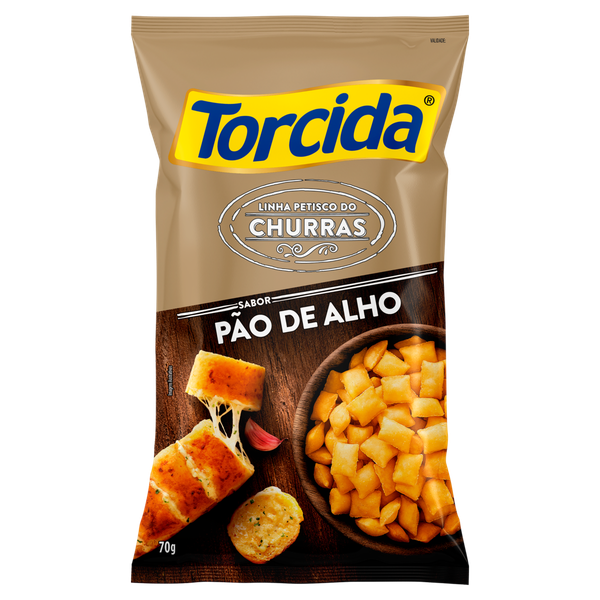 VALIDADE:
Torcida®
LINHA PETISCO DO
CHURRAS
SABOR
PÃO DE ALHO
70g